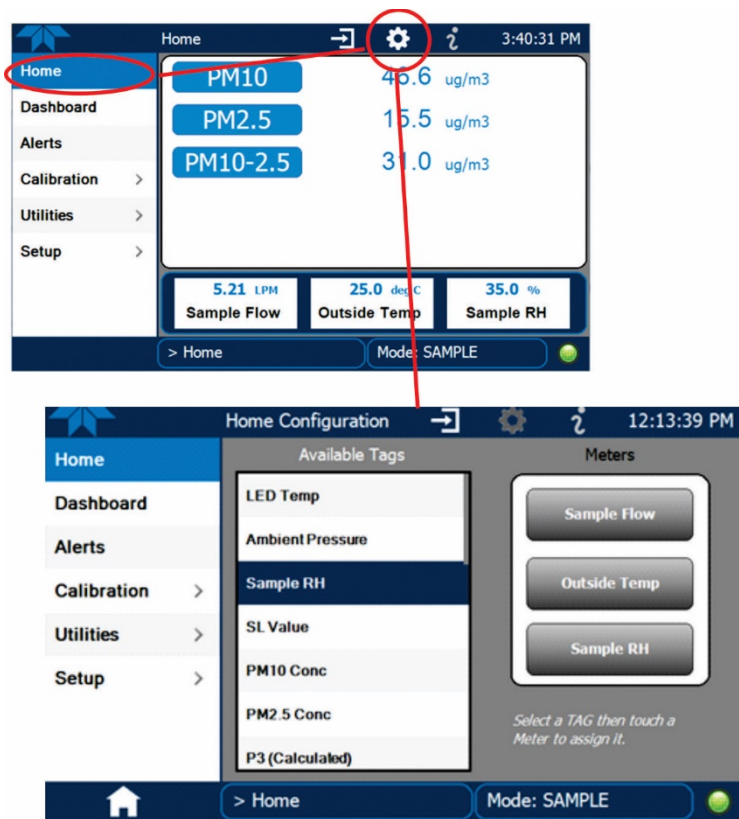 Home 3:40:31 PM
Home
Dashboard
Alerts
Calibration >
Utilities >
Setup >
PM10 46.6 ug/m3
PM2.5 15.5 ug/m3
PM10-2.5 31.0 ug/m3
5.21 LPM 25.0 deg C 35.0 %
Sample Flow Outside Temp Sample RH
> Home Mode: SAMPLE
Home Configuration 12:13:39 PM
Home
Dashboard
Alerts
Calibration >
Utilities >
Setup >
Available Tags
LED Temp
Ambient Pressure
Sample RH
SL Value
PM10 Conc
PM2.5 Conc
P3 (Calculated)
Meters
Sample Flow
Outside Temp
Sample RH
Select a TAG then touch a
Meter to assign it.
> Home Mode: SAMPLE